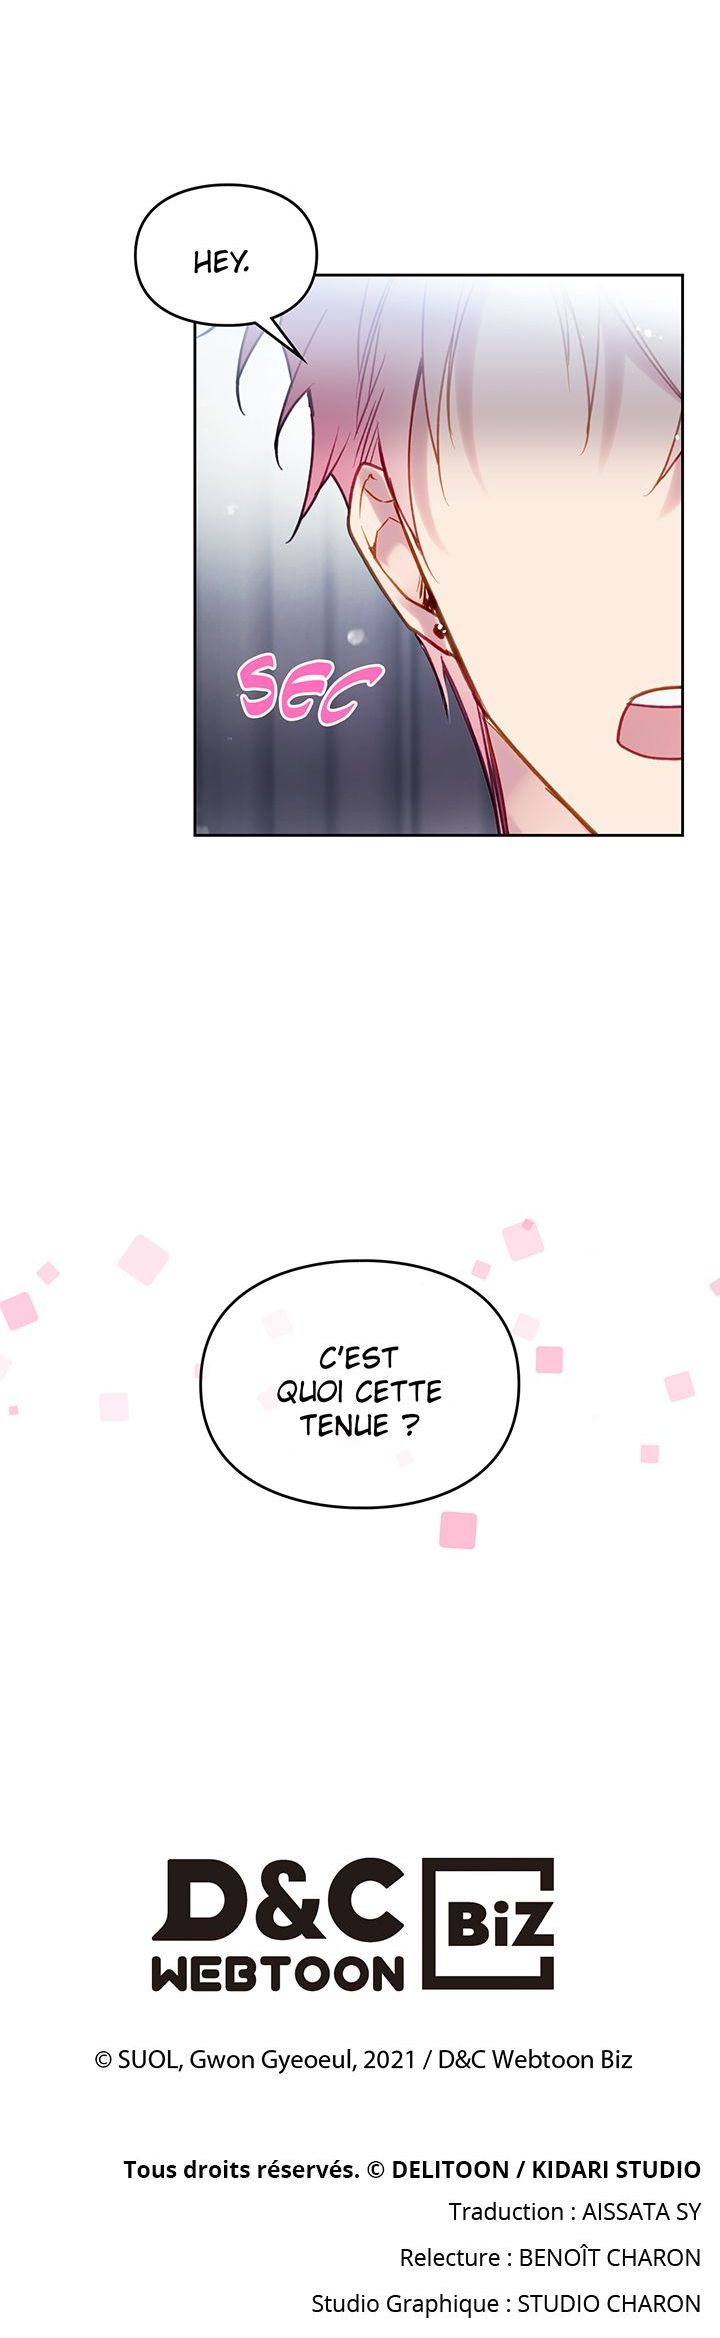 HEY.
SEC
C'EST
QUOI CETTE
TENUE ?
D&C
WEBTOON
BiZ
© SUOL, Gwon Gyeoeul, 2021 / D&C Webtoon Biz
Tous droits réservés. © DELITOON / KIDARI STUDIO
Traduction : AISSATA SY
Relecture : BENOÎT CHARON
Studio Graphique : STUDIO CHARON